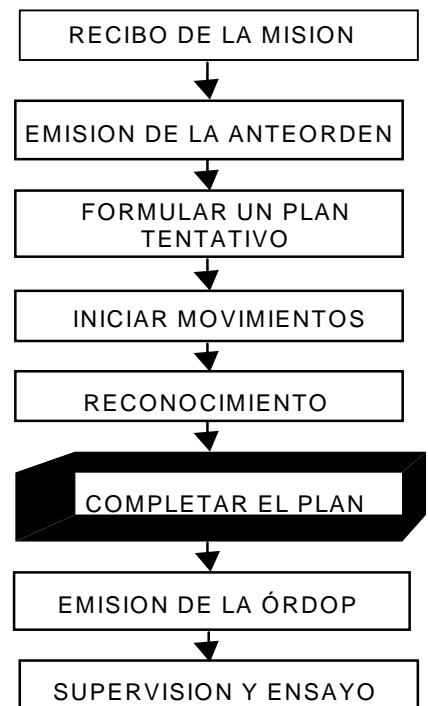 RECIBO DE LA MISION
EMISION DE LA ANTEORDEN
FORMULAR UN PLAN
TENTATIVO
INICIAR MOVIMIENTOS
RECONOCIMIENTO
COMPLETAR EL PLAN
EMISION DE LA ÓRDOP
SUPERVISION Y ENSAYO